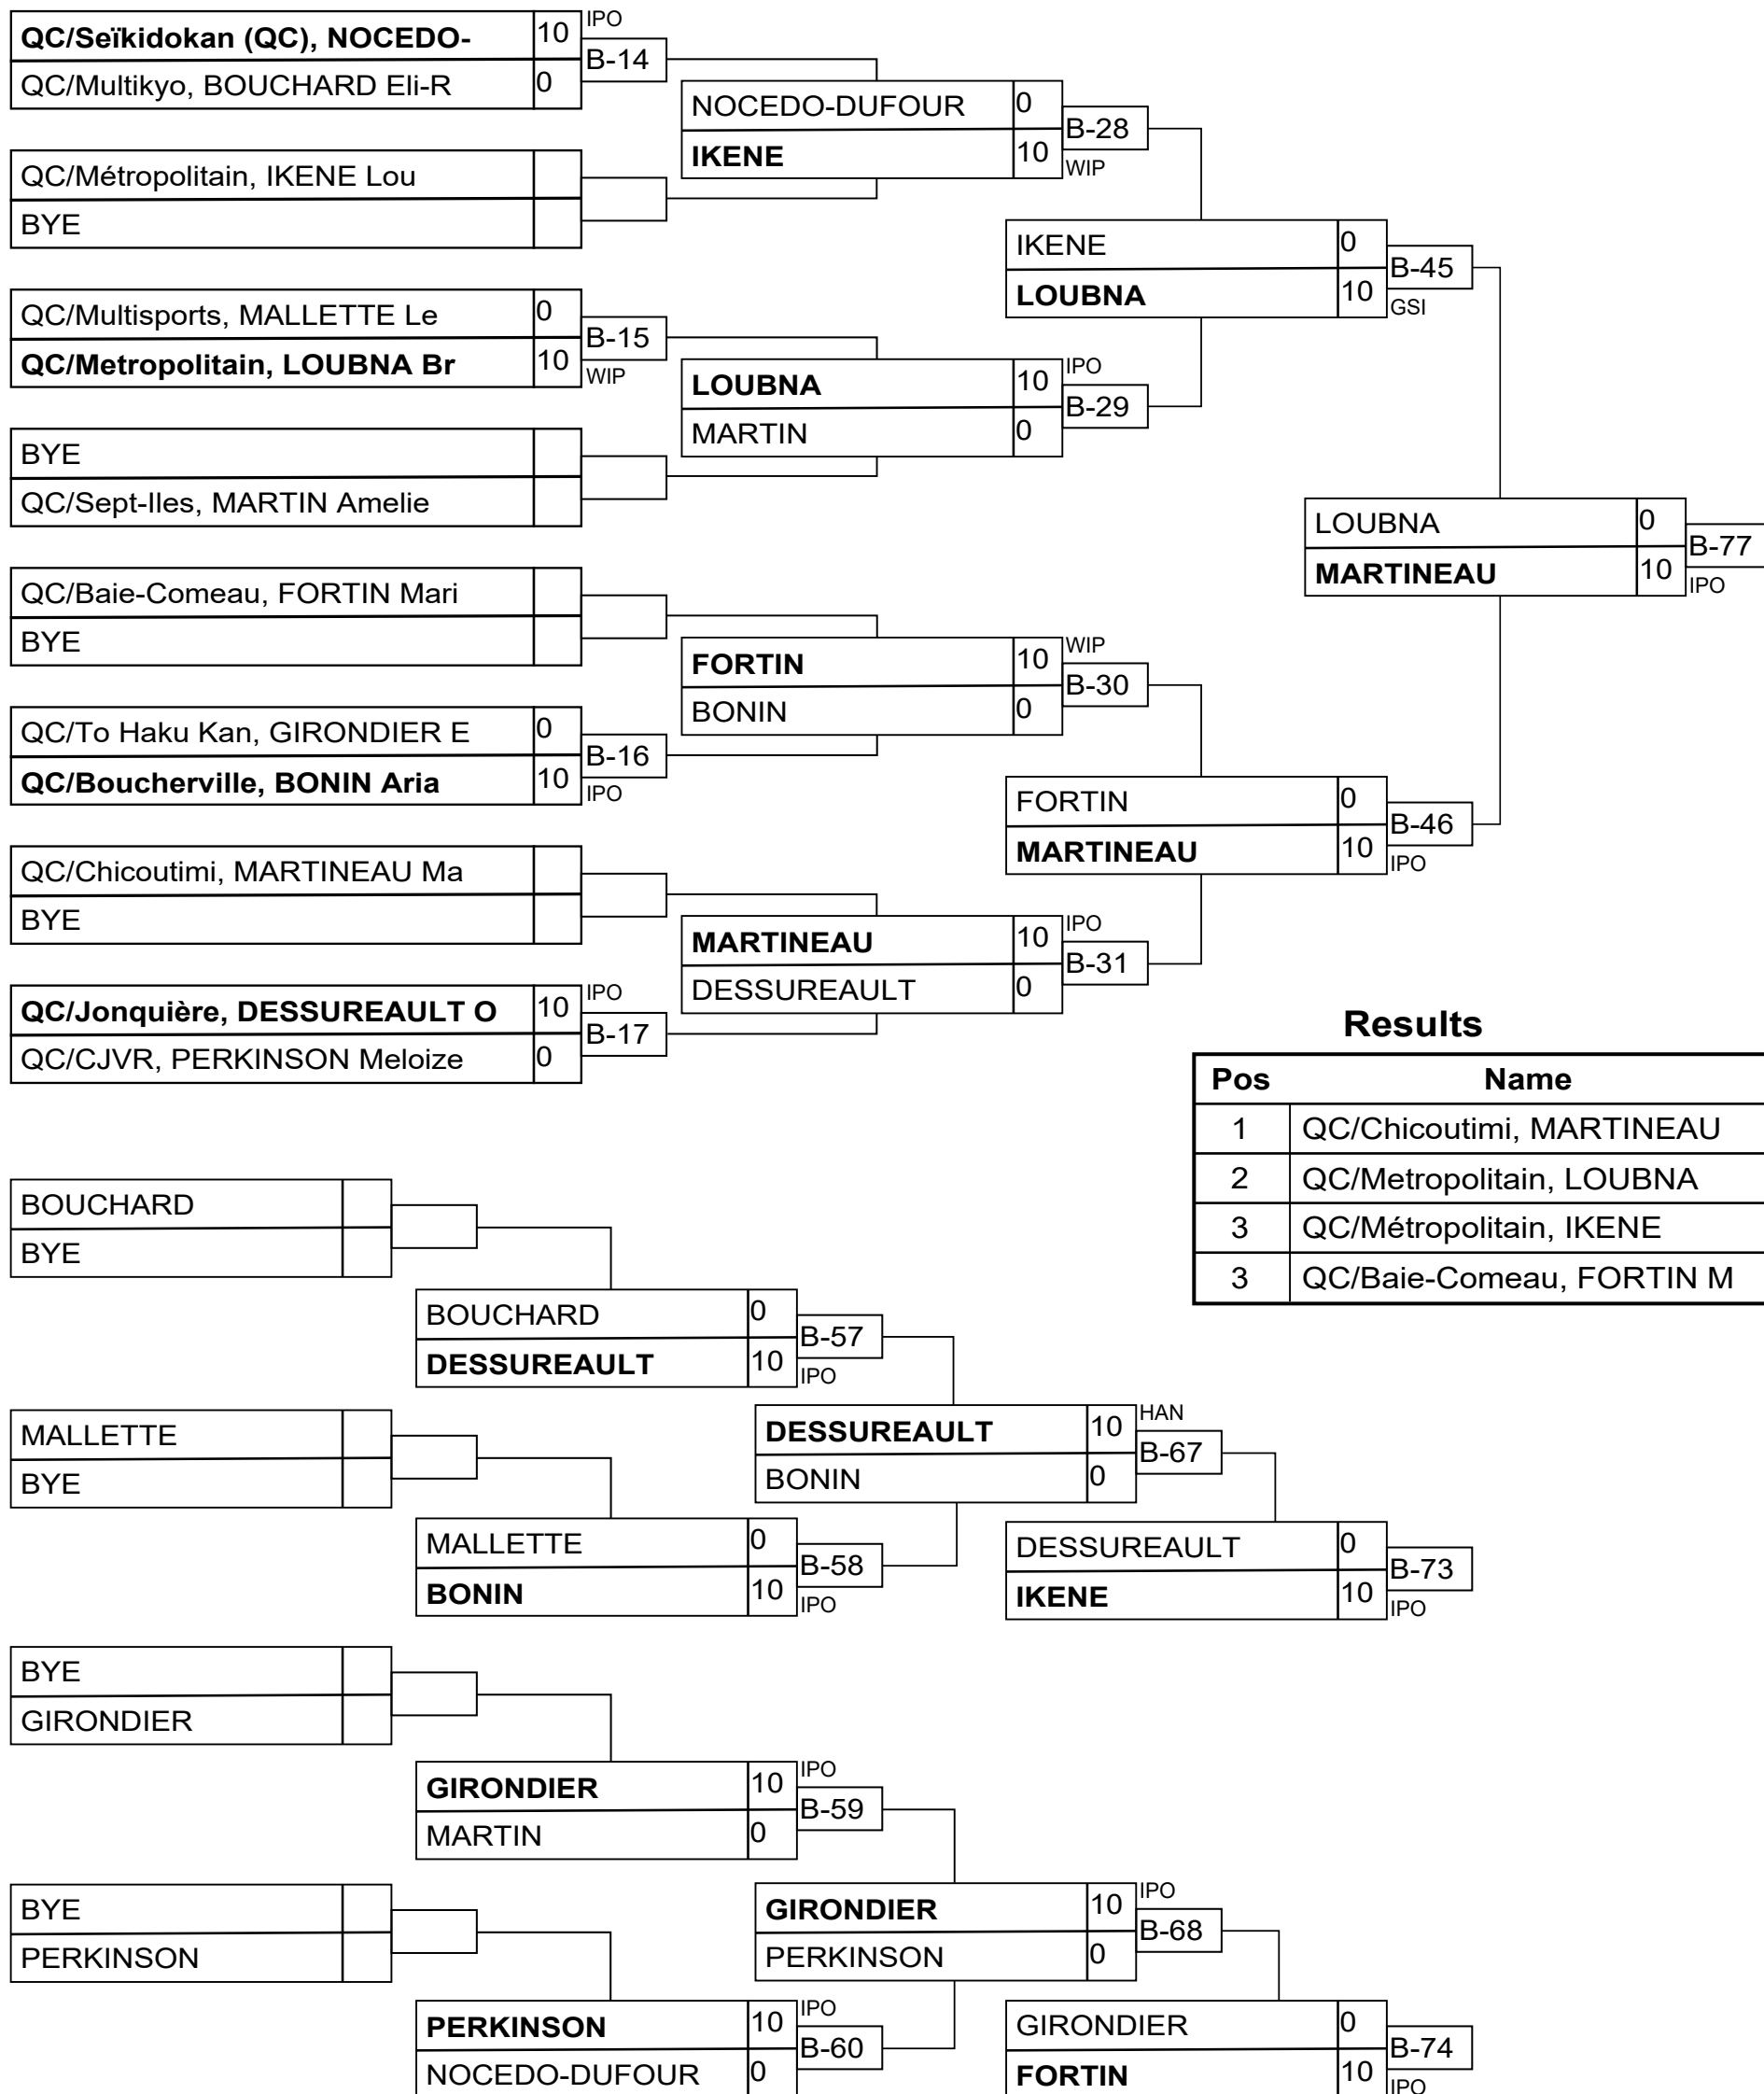 QC/Seïkidokan (QC), NOCEDO- 10 IPO
B-14
QC/Multikyo, BOUCHARD Eli-R 0
NOCEDO-DUFOUR 0
B-28
IKENE 10 WIP
QC/Métropolitain, IKENE Lou
BYE
IKENE 0
B-45
LOUBNA 10 GSI
QC/Multisports, MALLETTE Le 0
B-15
QC/Metropolitain, LOUBNA Br 10 WIP
LOUBNA 10 IPO
B-29
MARTIN 0
BYE
QC/Sept-Iles, MARTIN Amelie
LOUBNA 0
B-77
MARTINEAU 10 IPO
QC/Baie-Comeau, FORTIN Mari
BYE
FORTIN 10 WIP
B-30
BONIN 0
QC/To Haku Kan, GIRONDIER E 0
B-16
QC/Boucherville, BONIN Aria 10 IPO
FORTIN 0
B-46
MARTINEAU 10 IPO
QC/Chicoutimi, MARTINEAU Ma
BYE
MARTINEAU 10 IPO
B-31
DESSUREAULT 0
QC/Jonquière, DESSUREAULT O 10 IPO
B-17
QC/CJVR, PERKINSON Meloize 0
Results
Pos Name
1 QC/Chicoutimi, MARTINEAU
2 QC/Metropolitain, LOUBNA
3 QC/Métropolitain, IKENE
3 QC/Baie-Comeau, FORTIN M
BOUCHARD
BYE
BOUCHARD 0
B-57
DESSUREAULT 10 IPO
MALLETTE
BYE
DESSUREAULT 10 HAN
B-67
BONIN 0
MALLETTE 0
B-58
BONIN 10 IPO
DESSUREAULT 0
B-73
IKENE 10 IPO
BYE
GIRONDIER
GIRONDIER 10 IPO
B-59
MARTIN 0
BYE
PERKINSON
GIRONDIER 10 IPO
B-68
PERKINSON 0
PERKINSON 10 IPO
B-60
NOCEDO-DUFOUR 0
GIRONDIER 0
B-74
FORTIN 10 IPO